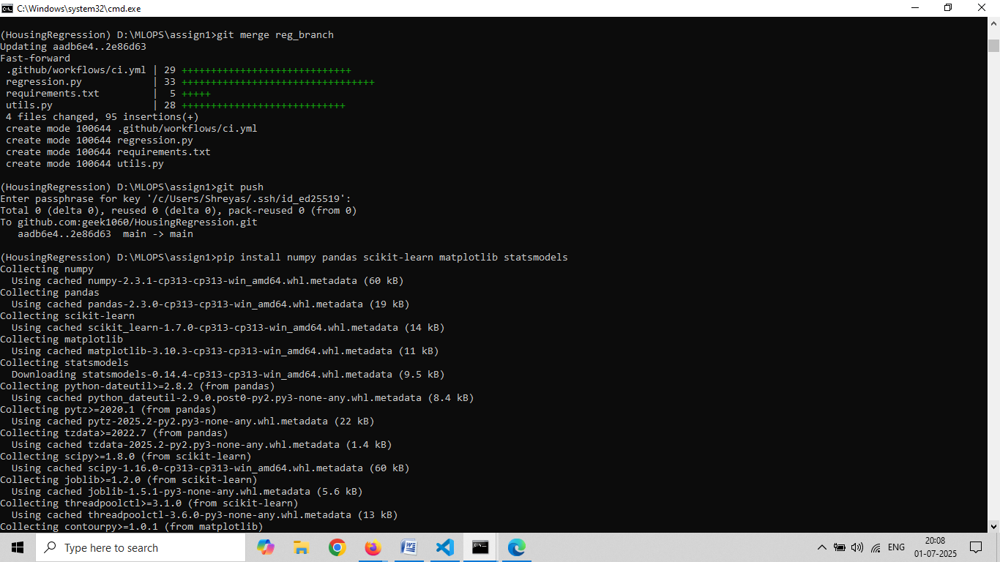 C:\Windows\system32\cmd.exe
(HousingRegression) D:\MLOPS\assign1>git merge reg_branch
Updating aadb6e4..2e86d63
Fast-forward
 .github/workflows/ci.yml | 29 +++++++++++++++++++++++++++++
 regression.py            | 33 +++++++++++++++++++++++++++++++++
 requirements.txt         |  5 +++++
 utils.py                 | 28 ++++++++++++++++++++++++++++
 4 files changed, 95 insertions(+)
 create mode 100644 .github/workflows/ci.yml
 create mode 100644 regression.py
 create mode 100644 requirements.txt
 create mode 100644 utils.py
(HousingRegression) D:\MLOPS\assign1>git push
Enter passphrase for key '/c/Users/Shreyas/.ssh/id_ed25519':
Total 0 (delta 0), reused 0 (delta 0), pack-reused 0 (from 0)
To github.com:geek1060/HousingRegression.git
   aadb6e4..2e86d63  main -> main
(HousingRegression) D:\MLOPS\assign1>pip install numpy pandas scikit-learn matplotlib statsmodels
Collecting numpy
  Using cached numpy-2.3.1-cp313-cp313-win_amd64.whl.metadata (60 kB)
Collecting pandas
  Using cached pandas-2.3.0-cp313-cp313-win_amd64.whl.metadata (19 kB)
Collecting scikit-learn
  Using cached scikit_learn-1.7.0-cp313-cp313-win_amd64.whl.metadata (14 kB)
Collecting matplotlib
  Using cached matplotlib-3.10.3-cp313-cp313-win_amd64.whl.metadata (11 kB)
Collecting statsmodels
  Downloading statsmodels-0.14.4-cp313-cp313-win_amd64.whl.metadata (9.5 kB)
Collecting python-dateutil>=2.8.2 (from pandas)
  Using cached python_dateutil-2.9.0.post0-py2.py3-none-any.whl.metadata (8.4 kB)
Collecting pytz>=2020.1 (from pandas)
  Using cached pytz-2025.2-py2.py3-none-any.whl.metadata (22 kB)
Collecting tzdata>=2022.7 (from pandas)
  Using cached tzdata-2025.2-py2.py3-none-any.whl.metadata (1.4 kB)
Collecting scipy>=1.8.0 (from scikit-learn)
  Using cached scipy-1.16.0-cp313-cp313-win_amd64.whl.metadata (60 kB)
Collecting joblib>=1.2.0 (from scikit-learn)
  Using cached joblib-1.5.1-py3-none-any.whl.metadata (5.6 kB)
Collecting threadpoolctl>=3.1.0 (from scikit-learn)
  Using cached threadpoolctl-3.6.0-py3-none-any.whl.metadata (13 kB)
Collecting contourpy>=1.0.1 (from matplotlib)
Type here to search
ENG
20:08
01-07-2025